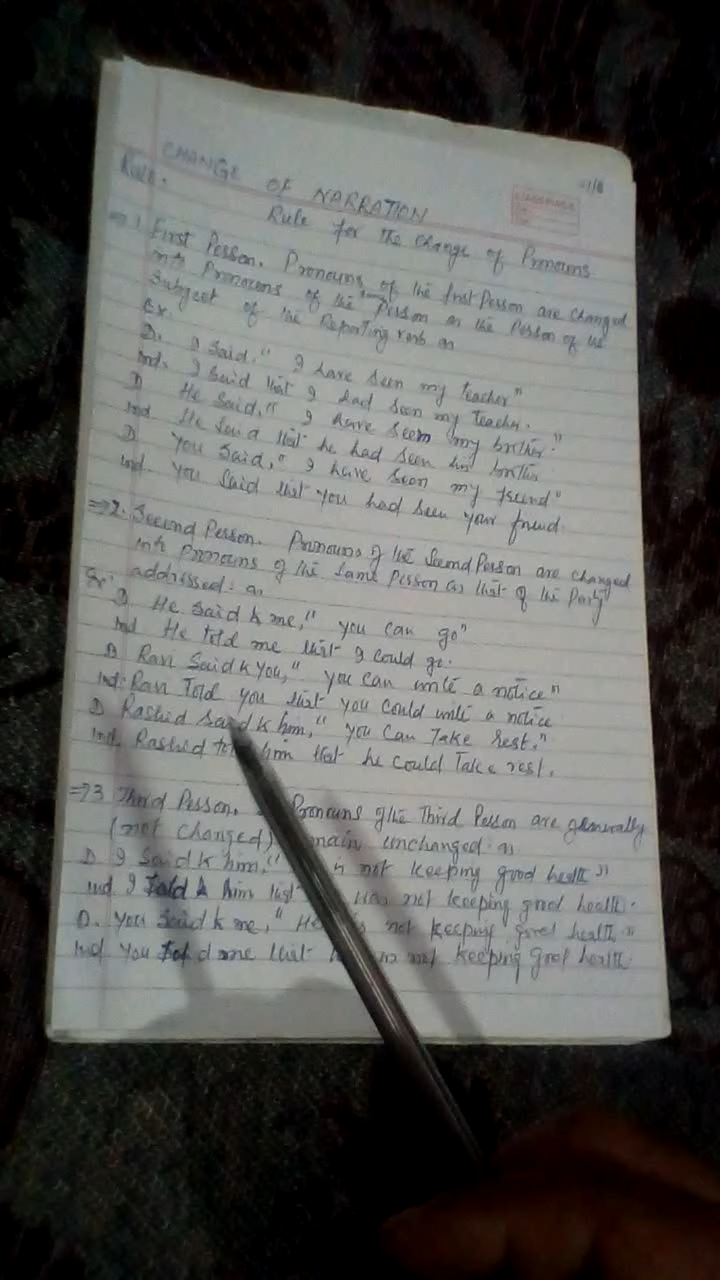 CHANGE OF NARRATION
Rule. Rule for the change of Pronouns
⇒ 1 First Person. Pronouns of the first Person are changed
into Pronouns of the Person as the Person of the
Subject of the Reporting verb as
Ex.
D. I said, " I have seen my teacher"
Ind. I said that I had seen my teacher.
D He said, " I have seen my brother."
Ind He said that he had seen his brother
D You said, " I have seen my friend"
Ind. You said that you had seen your friend.
⇒ 2. Second Person. Pronouns of the Second Person are changed
into Pronouns of the same Person as that of the Party
addressed: as
Ex: D He said to me, " you can go"
Ind He told me that I could go.
D Ravi said to you, " you can write a notice"
Ind: Ravi Told you that you could write a notice
D Rashid said to him, " you can Take rest."
Ind. Rashid him that he could Take rest.
⇒ 3 Third Person. Pronouns of the Third Person are generally
(not changed) unchanged as
D I said to him, " is not keeping good health"
Ind I told him that was not keeping good health.
D. you said to me, " He is not keeping good health."
Ind you told me that not keeping good health